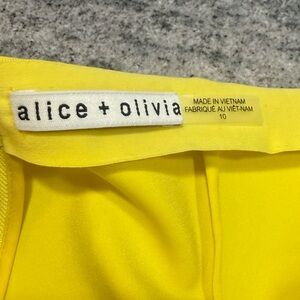 alice + olivia
MADE IN VIETNAM
FABRIQUÉ AU VIÊT-NAM
10